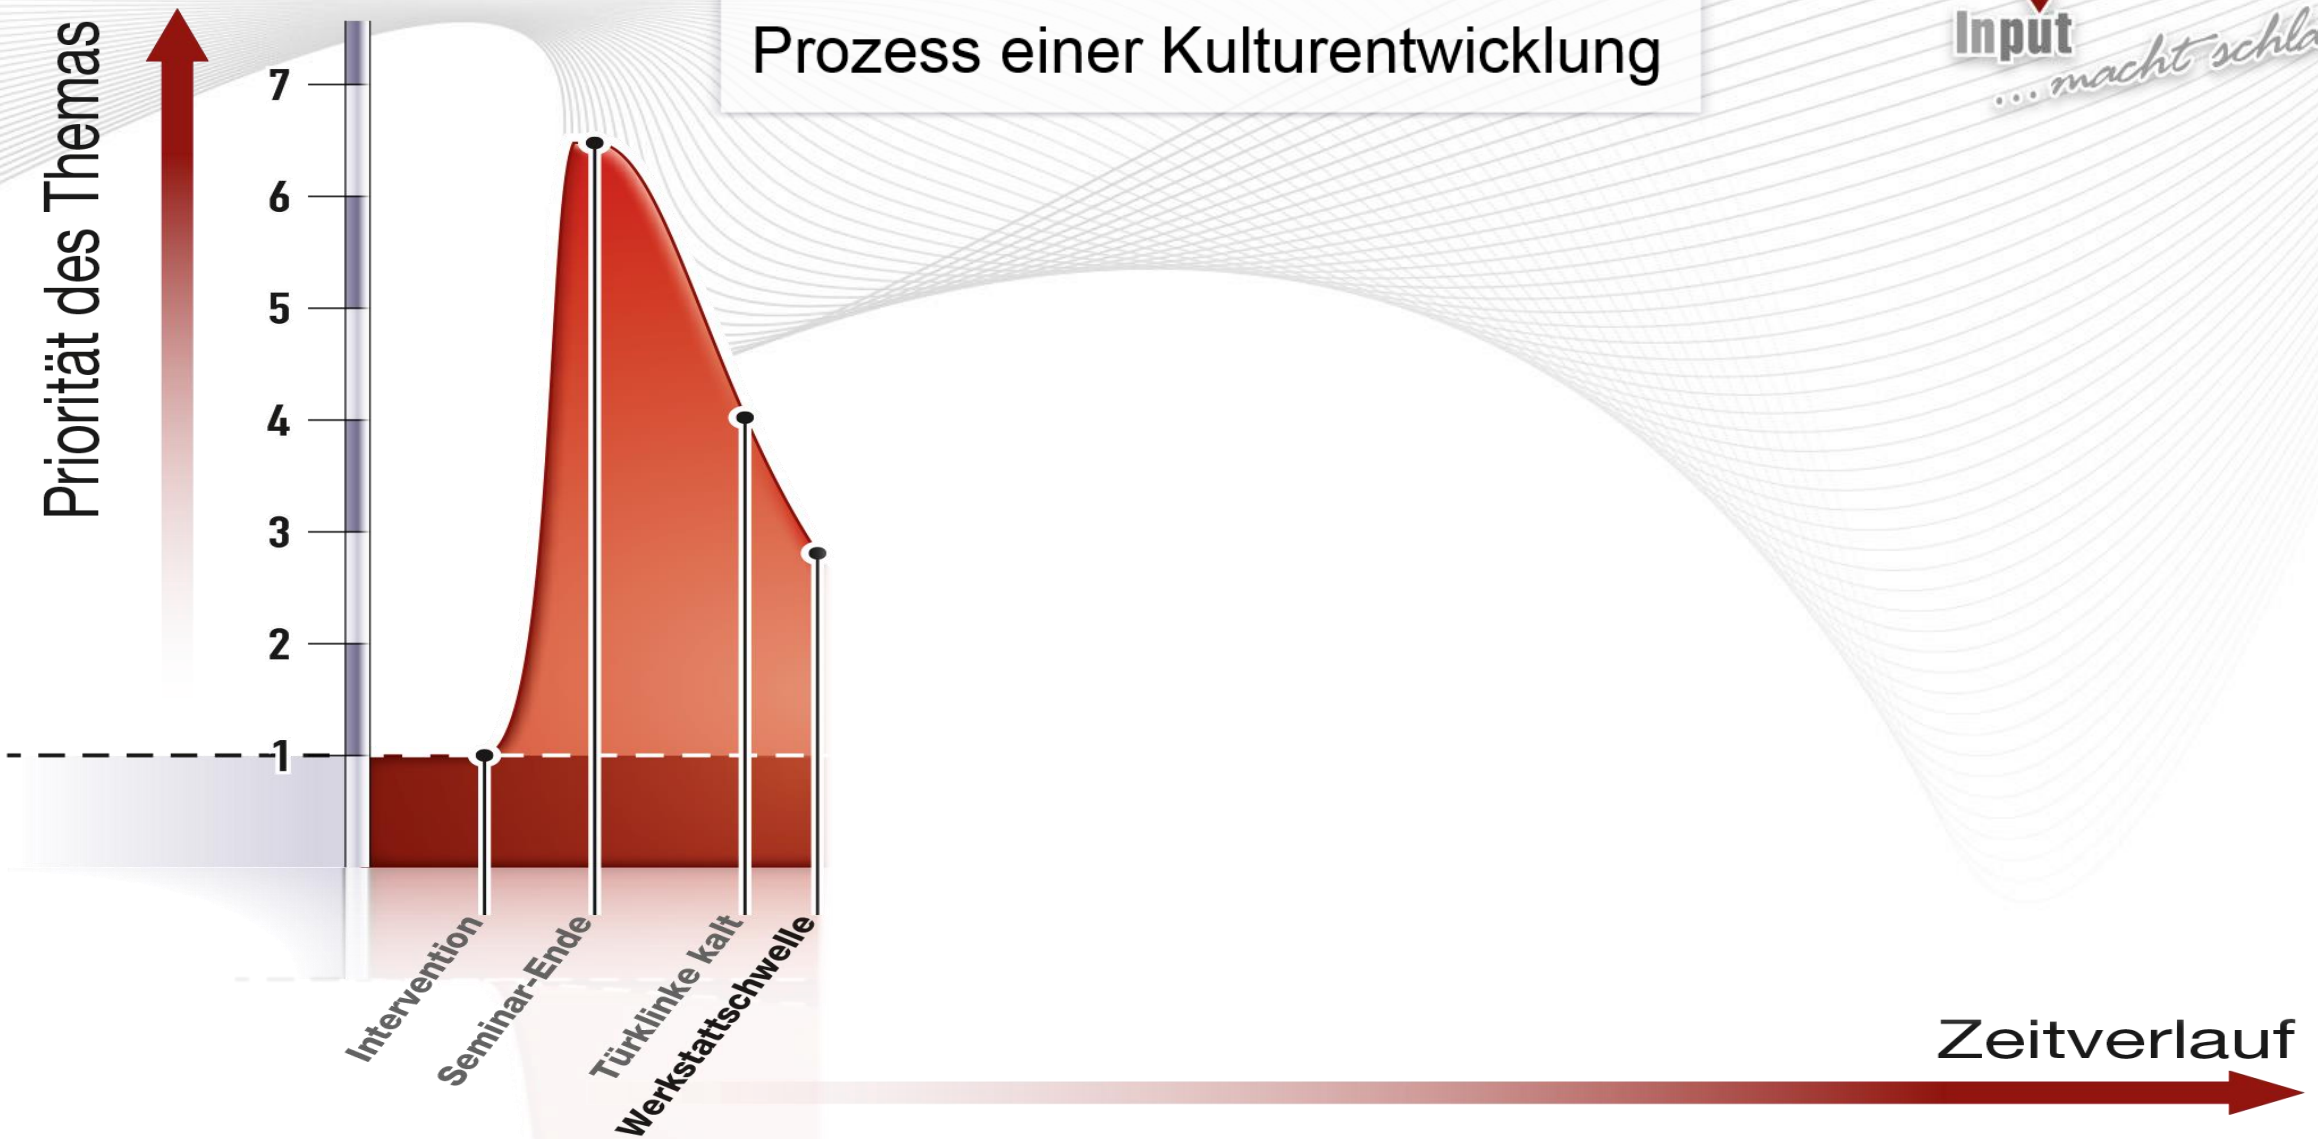 Prozess einer Kulturentwicklung
Input
... macht
Priorität des Themas
7
6
5
4
3
2
1
Intervention
Seminar-Ende
Türklinke kalt
Werkstattschwelle
Zeitverlauf